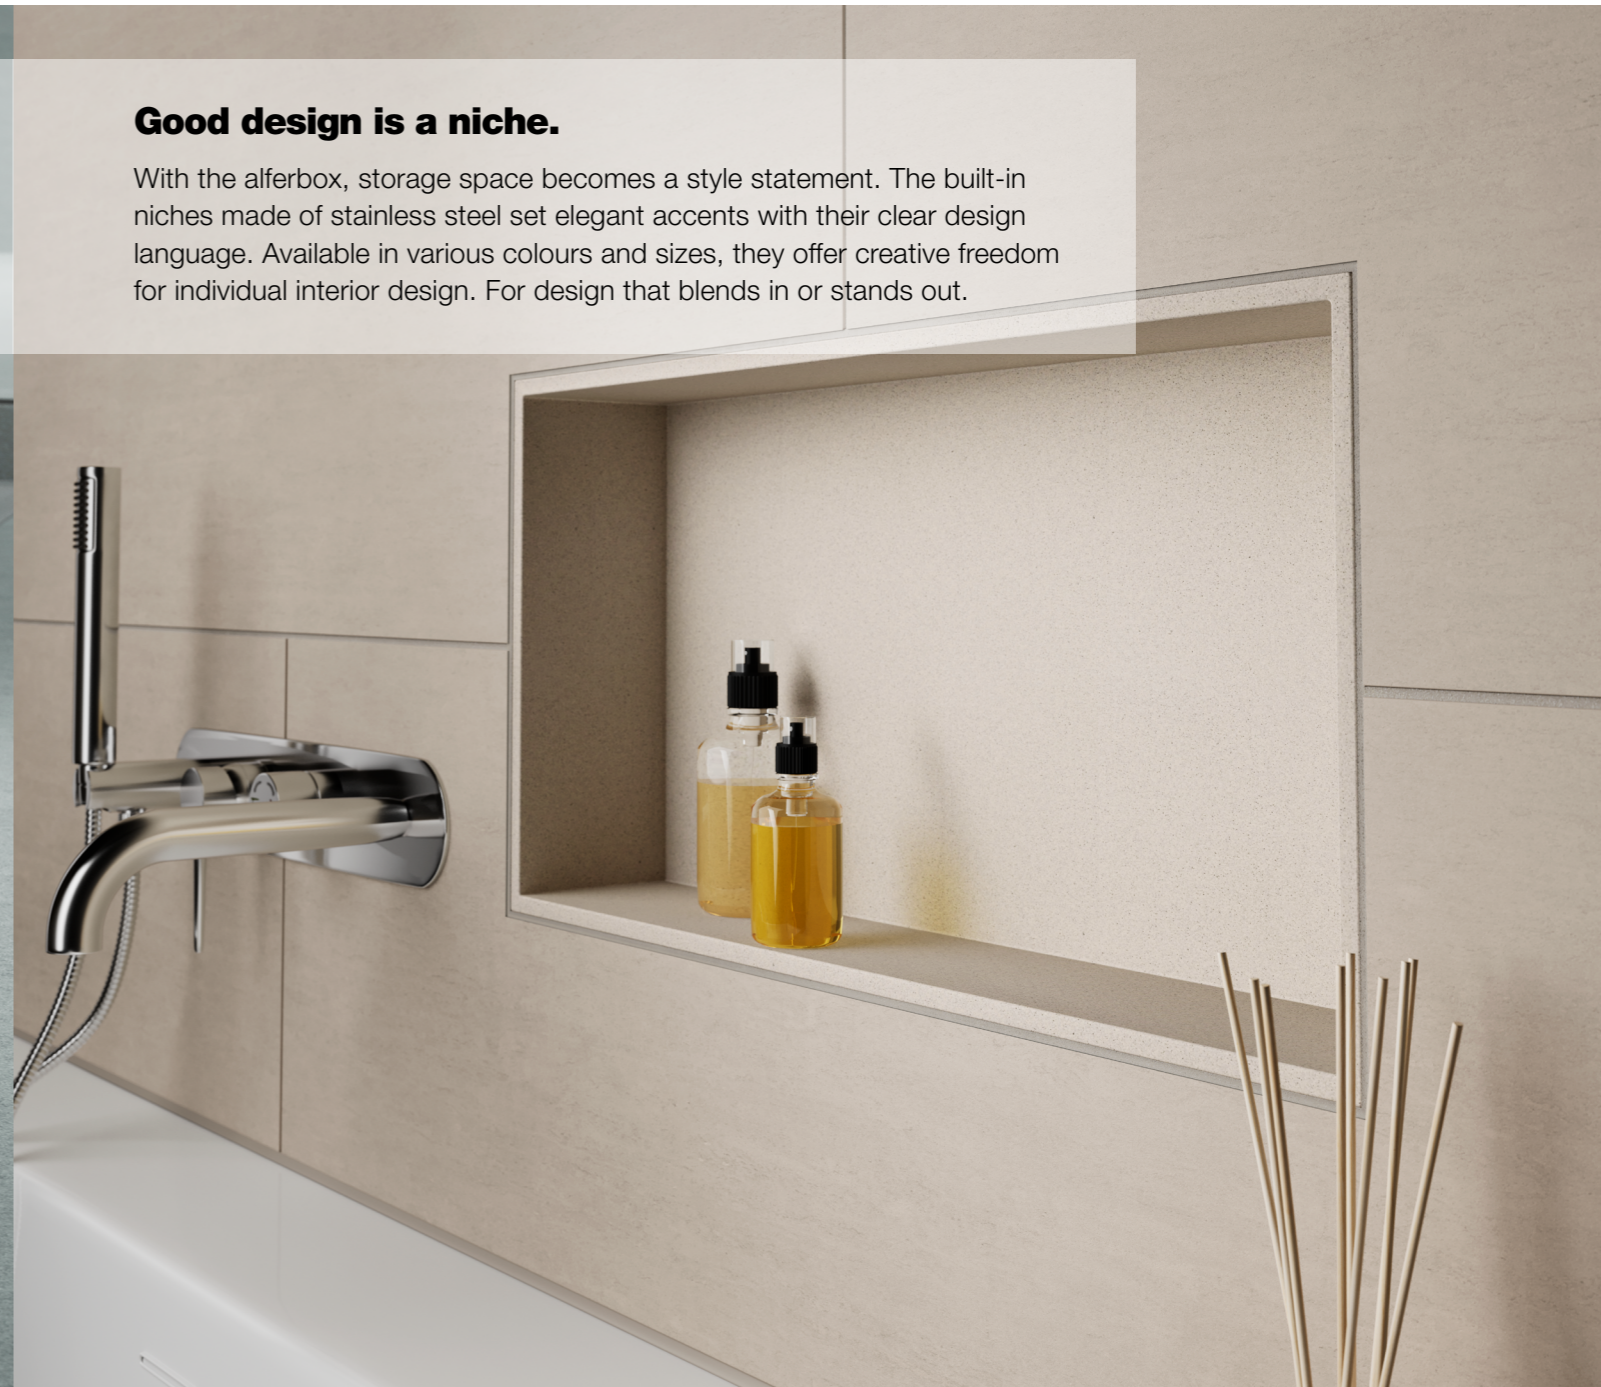 Good design is a niche.
With the alferbox, storage space becomes a style statement. The built-in
niches made of stainless steel set elegant accents with their clear design
language. Available in various colours and sizes, they offer creative freedom
for individual interior design. For design that blends in or stands out.